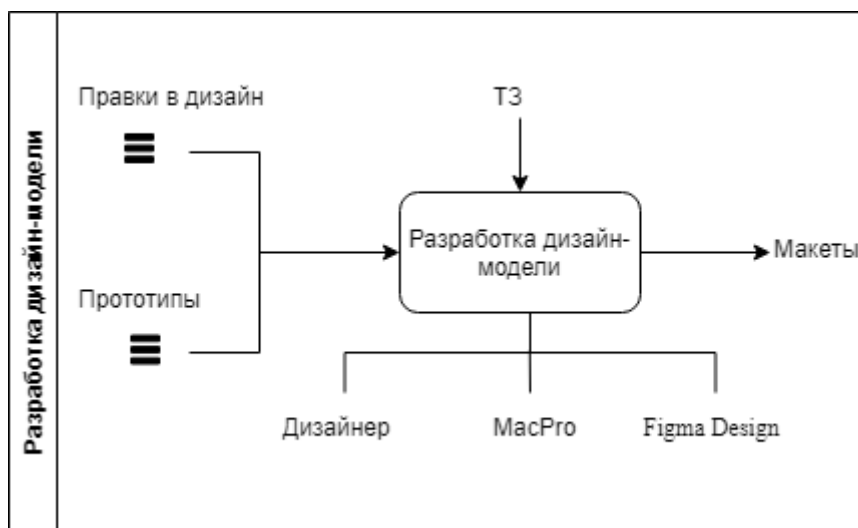 Разработка дизайн-модели
Правки в дизайн
ТЗ
Разработка дизайн-
модели
Макеты
Прототипы
Дизайнер
MacPro
Figma Design